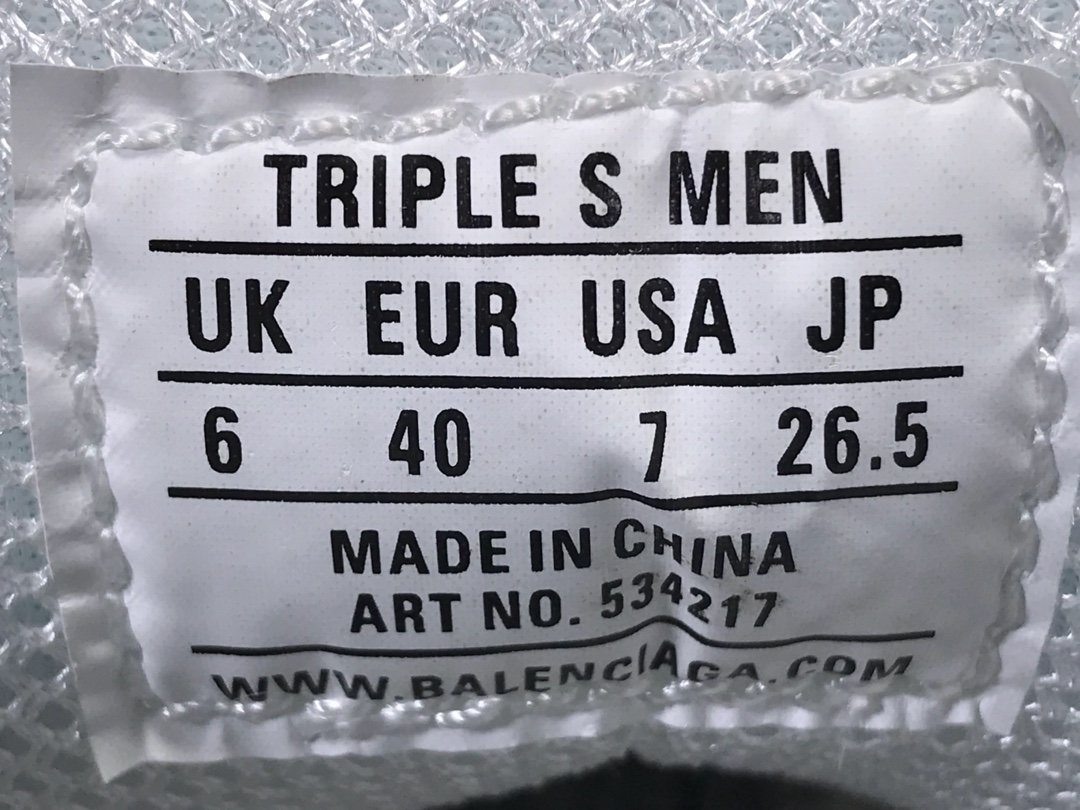 TRIPLE S MEN
UK EUR USA JP
6 40 7 26.5
MADE IN CHINA
ART NO. 534217
WWW.BALENCIAGA.COM